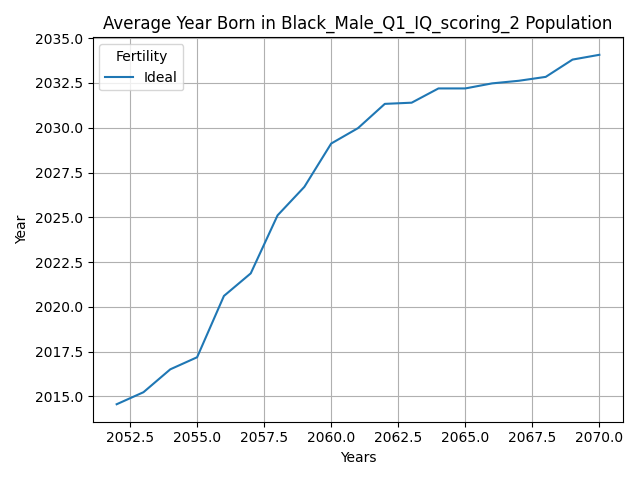 Average Year Born in Black_Male_Q1_IQ_scoring_2 Population
2035.0
2032.5
2030.0
2027.5
2025.0
2022.5
2020.0
2017.5
2015.0
Year
Fertility
Ideal
2052.5 2055.0 2057.5 2060.0 2062.5 2065.0 2067.5 2070.0
Years